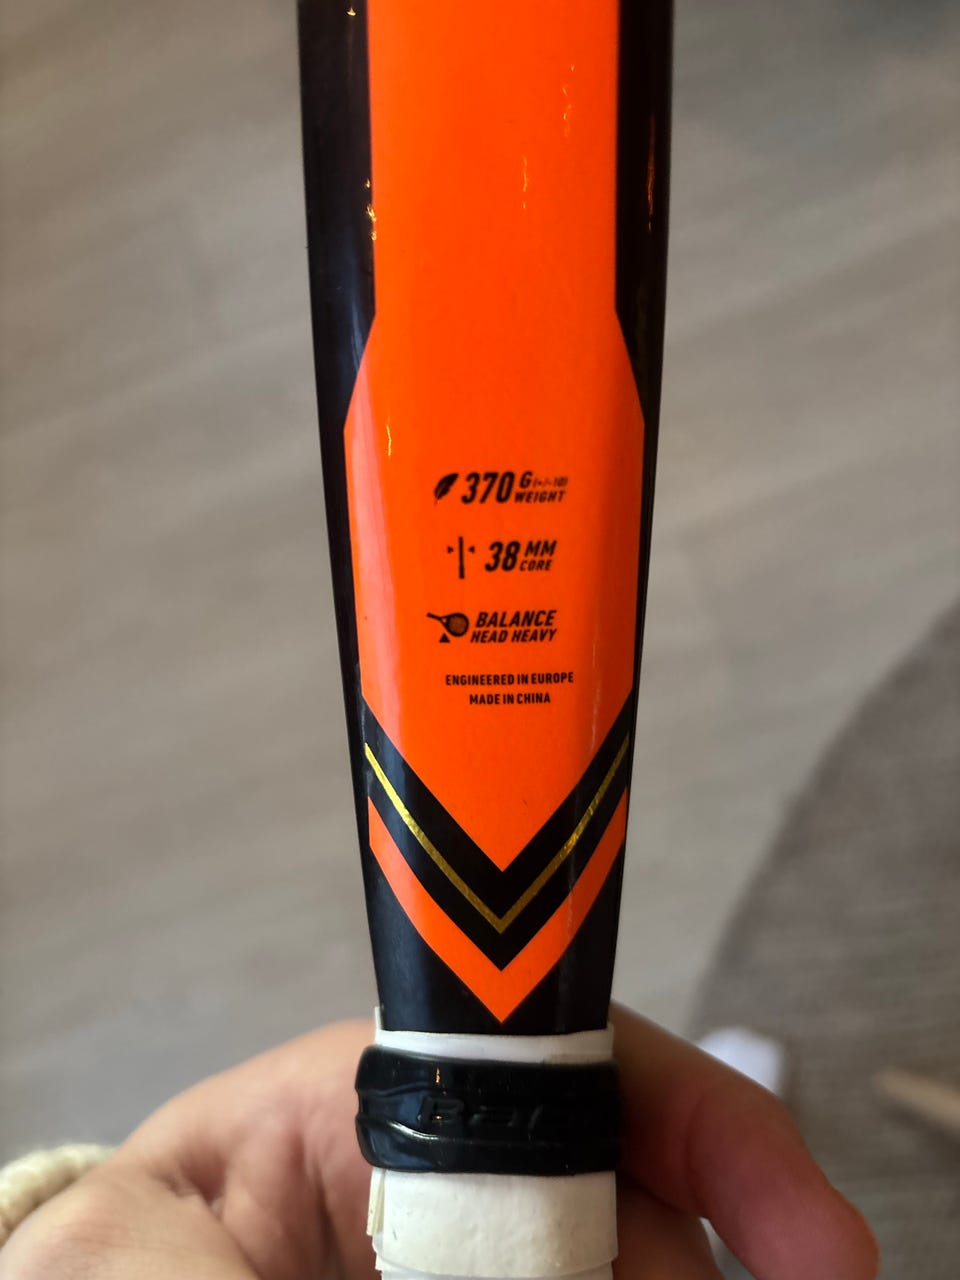 370 G (+/-10)
WEIGHT
38 MM
CORE
BALANCE
HEAD HEAVY
ENGINEERED IN EUROPE
MADE IN CHINA